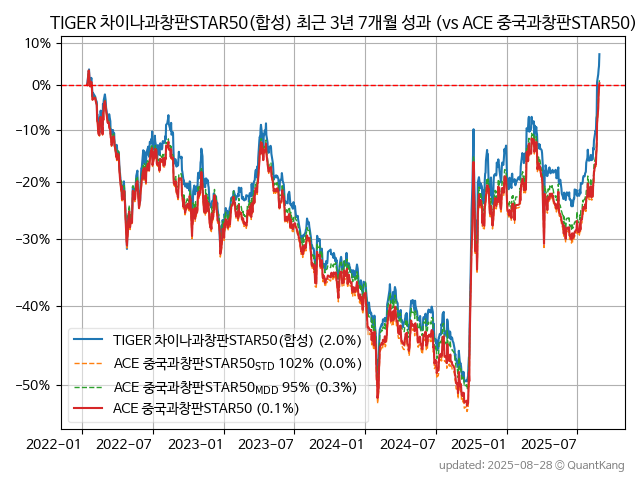 TIGER 차이나과창판STAR50(합성) 최근 3년 7개월 성과 (vs ACE 중국과창판STAR50)
10%
0%
−10%
−20%
−30%
−40%
−50%
TIGER 차이나과창판STAR50(합성) (2.0%)
ACE 중국과창판STAR50STD 102% (0.0%)
ACE 중국과창판STAR50MDD 95% (0.3%)
ACE 중국과창판STAR50 (0.1%)
2022-01 2022-07 2023-01 2023-07 2024-01 2024-07 2025-01 2025-07
updated: 2025-08-28 © QuantKang